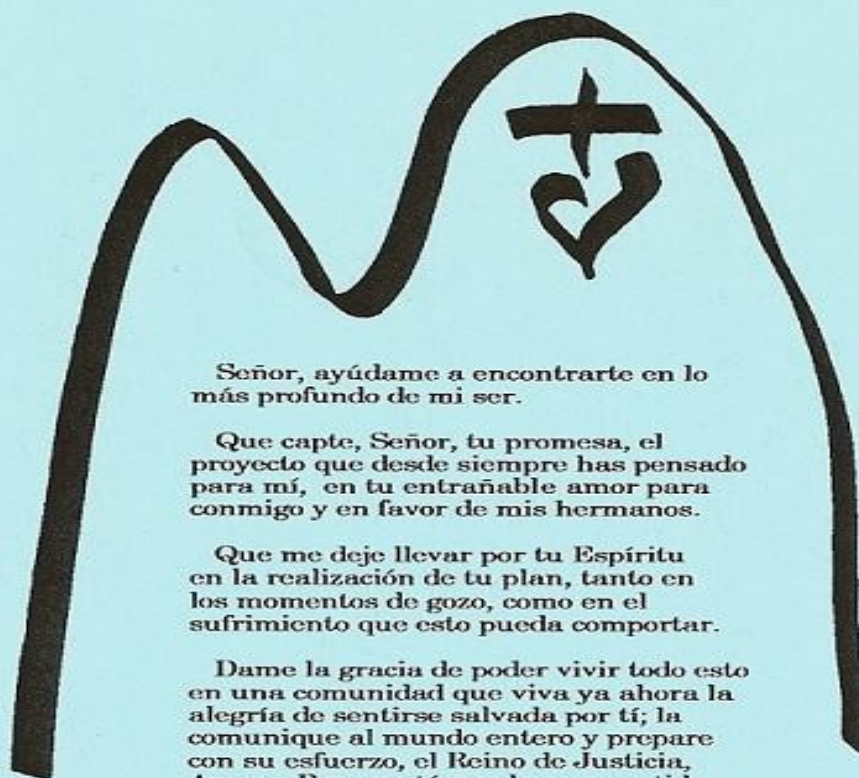 Señor, ayúdame a encontrarte en lo
más profundo de mi ser.
Que capte, Señor, tu promesa, el
proyecto que desde siempre has pensado
para mí, en tu entrañable amor para
conmigo y en favor de mis hermanos.
Que me deje llevar por tu Espíritu
en la realización de tu plan, tanto en
los momentos de gozo, como en el
sufrimiento que esto pueda comportar.
Dame la gracia de poder vivir todo esto
en una comunidad que viva ya ahora la
alegría de sentirse salvada por tí; la
comunique al mundo entero y prepare
con su esfuerzo, el Reino de Justicia,